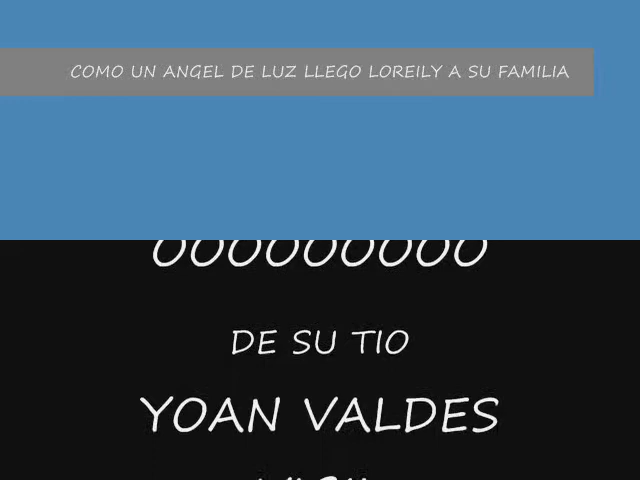 COMO UN ANGEL DE LUZ LLEGO LOREILY A SU FAMILIA
OOOOOOOOO
DE SU TIO
YOAN VALDES